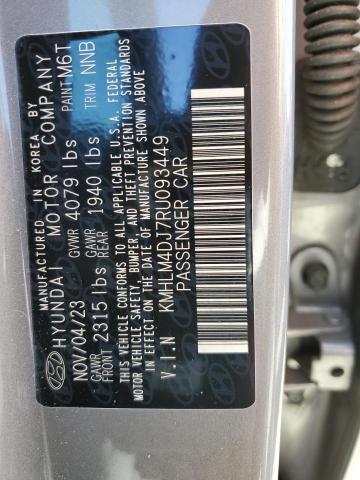 MANUFACTURED IN KOREA BY
HYUNDAI MOTOR COMPANY
NOV/04/23 GVWR 4079 lbs PAINT M6T
GAWR FRONT 2315 lbs GAWR REAR 1940 lbs TRIM NNB
THIS VEHICLE CONFORMS TO ALL APPLICABLE U.S.A. FEDERAL
MOTOR VEHICLE SAFETY, BUMPER, AND THEFT PREVENTION STANDARDS
IN EFFECT ON THE DATE OF MANUFACTURE SHOWN ABOVE
V.I.N KMHLM4DJ7RU093449
PASSENGER CAR